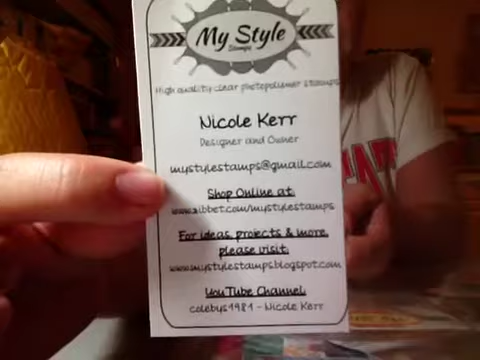 My Style
Stamps
High quality clear photopolymer stamps
Nicole Kerr
Designer and Owner
mystylestamps@gmail.com
Shop Online at:
www.zibbet.com/mystylestamps
For ideas, projects & more,
please visit:
www.mystylestamps.blogspot.com
YouTube Channel:
colebys1981 - Nicole Kerr